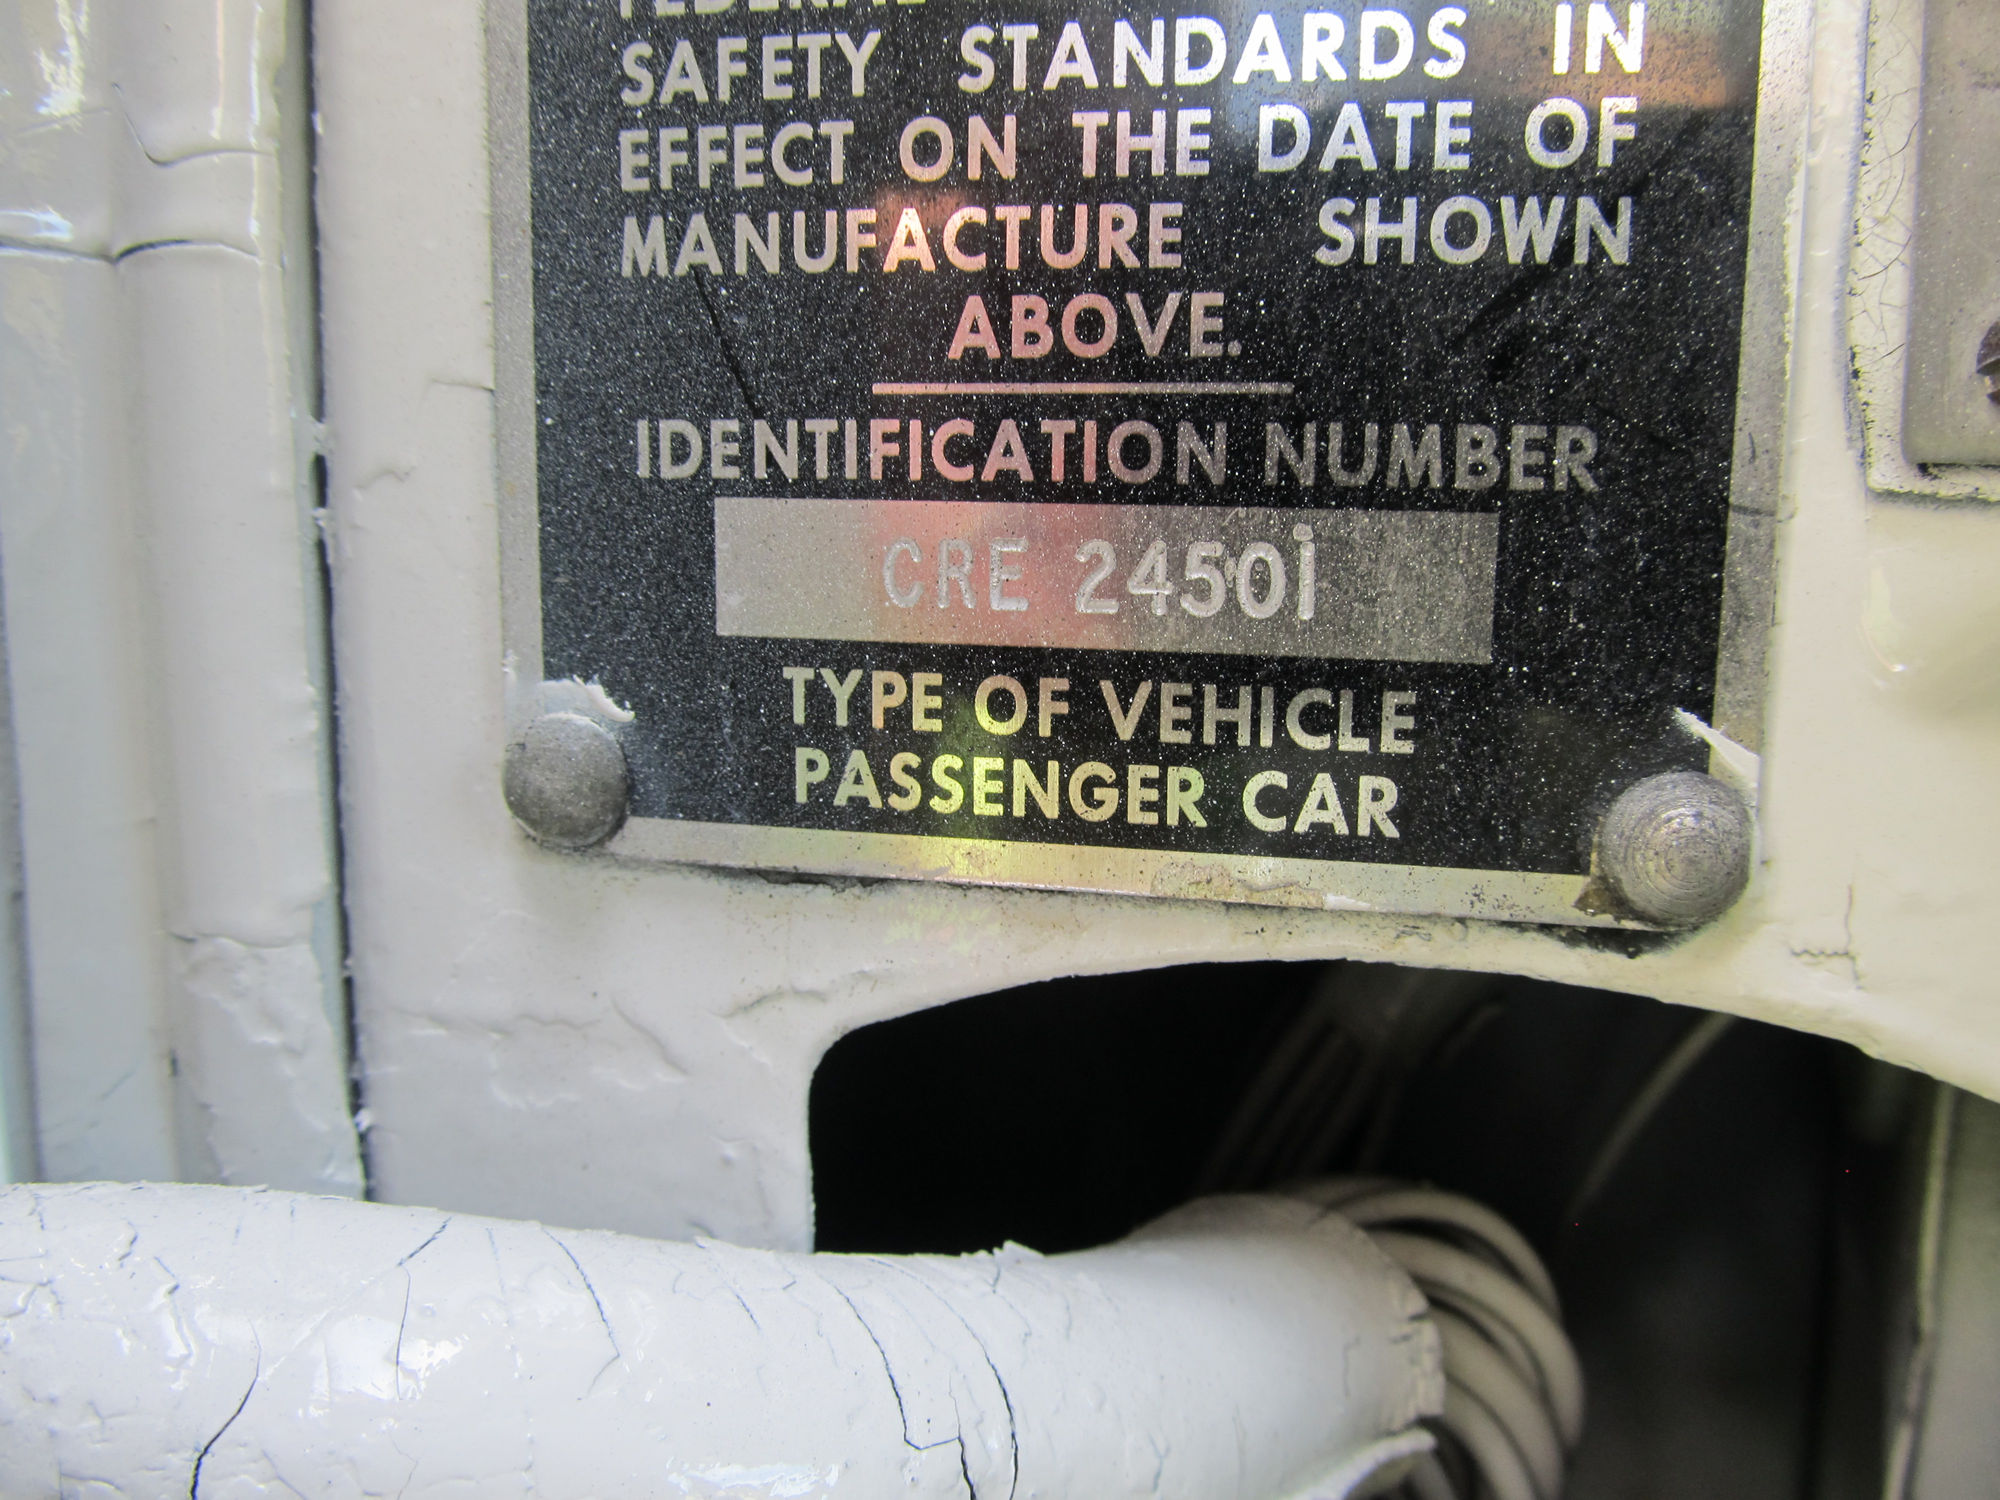 FEDERAL
SAFETY STANDARDS IN
EFFECT ON THE DATE OF
MANUFACTURE SHOWN
ABOVE.
IDENTIFICATION NUMBER
CRE 2450i
TYPE OF VEHICLE
PASSENGER CAR